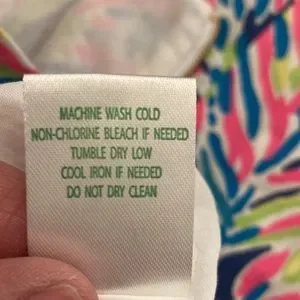 MACHINE WASH COLD
NON-CHLORINE BLEACH IF NEEDED
TUMBLE DRY LOW
COOL IRON IF NEEDED
DO NOT DRY CLEAN